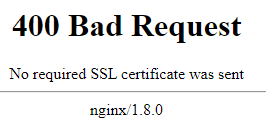 400 Bad Request
No required SSL certificate was sent
nginx/1.8.0